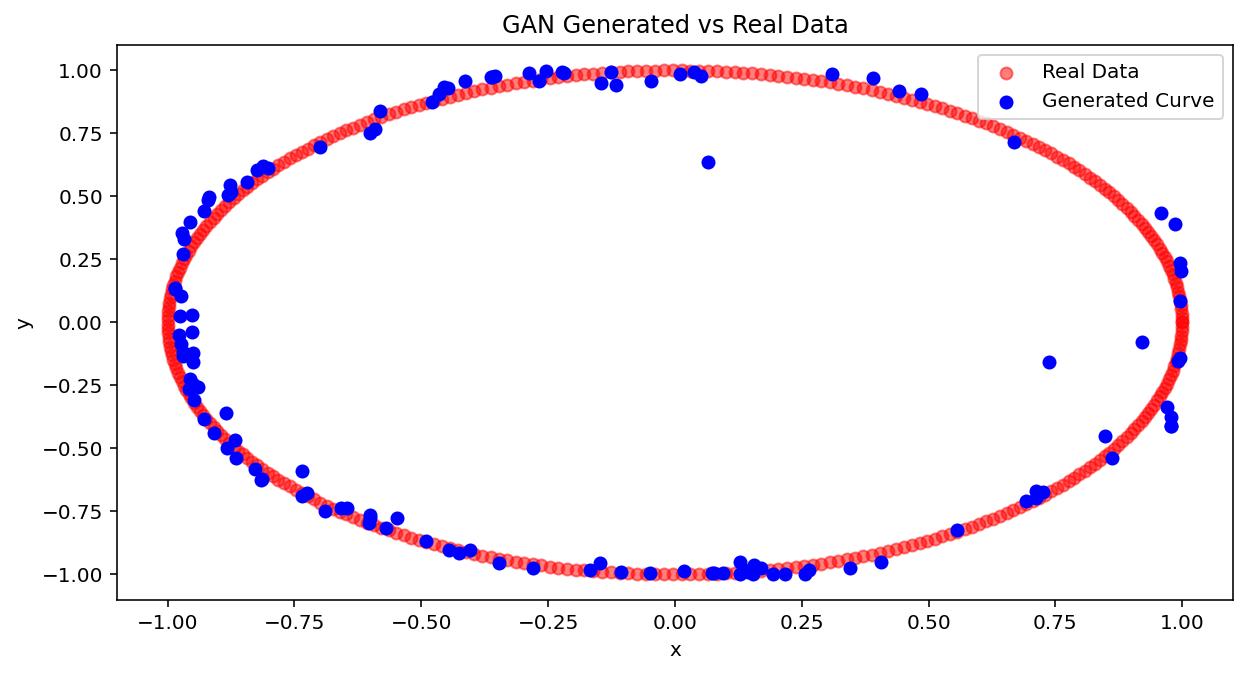 GAN Generated vs Real Data
Real Data
Generated Curve
1.00
0.75
0.50
0.25
0.00
−0.25
−0.50
−0.75
−1.00
y
−1.00 −0.75 −0.50 −0.25 0.00 0.25 0.50 0.75 1.00
x